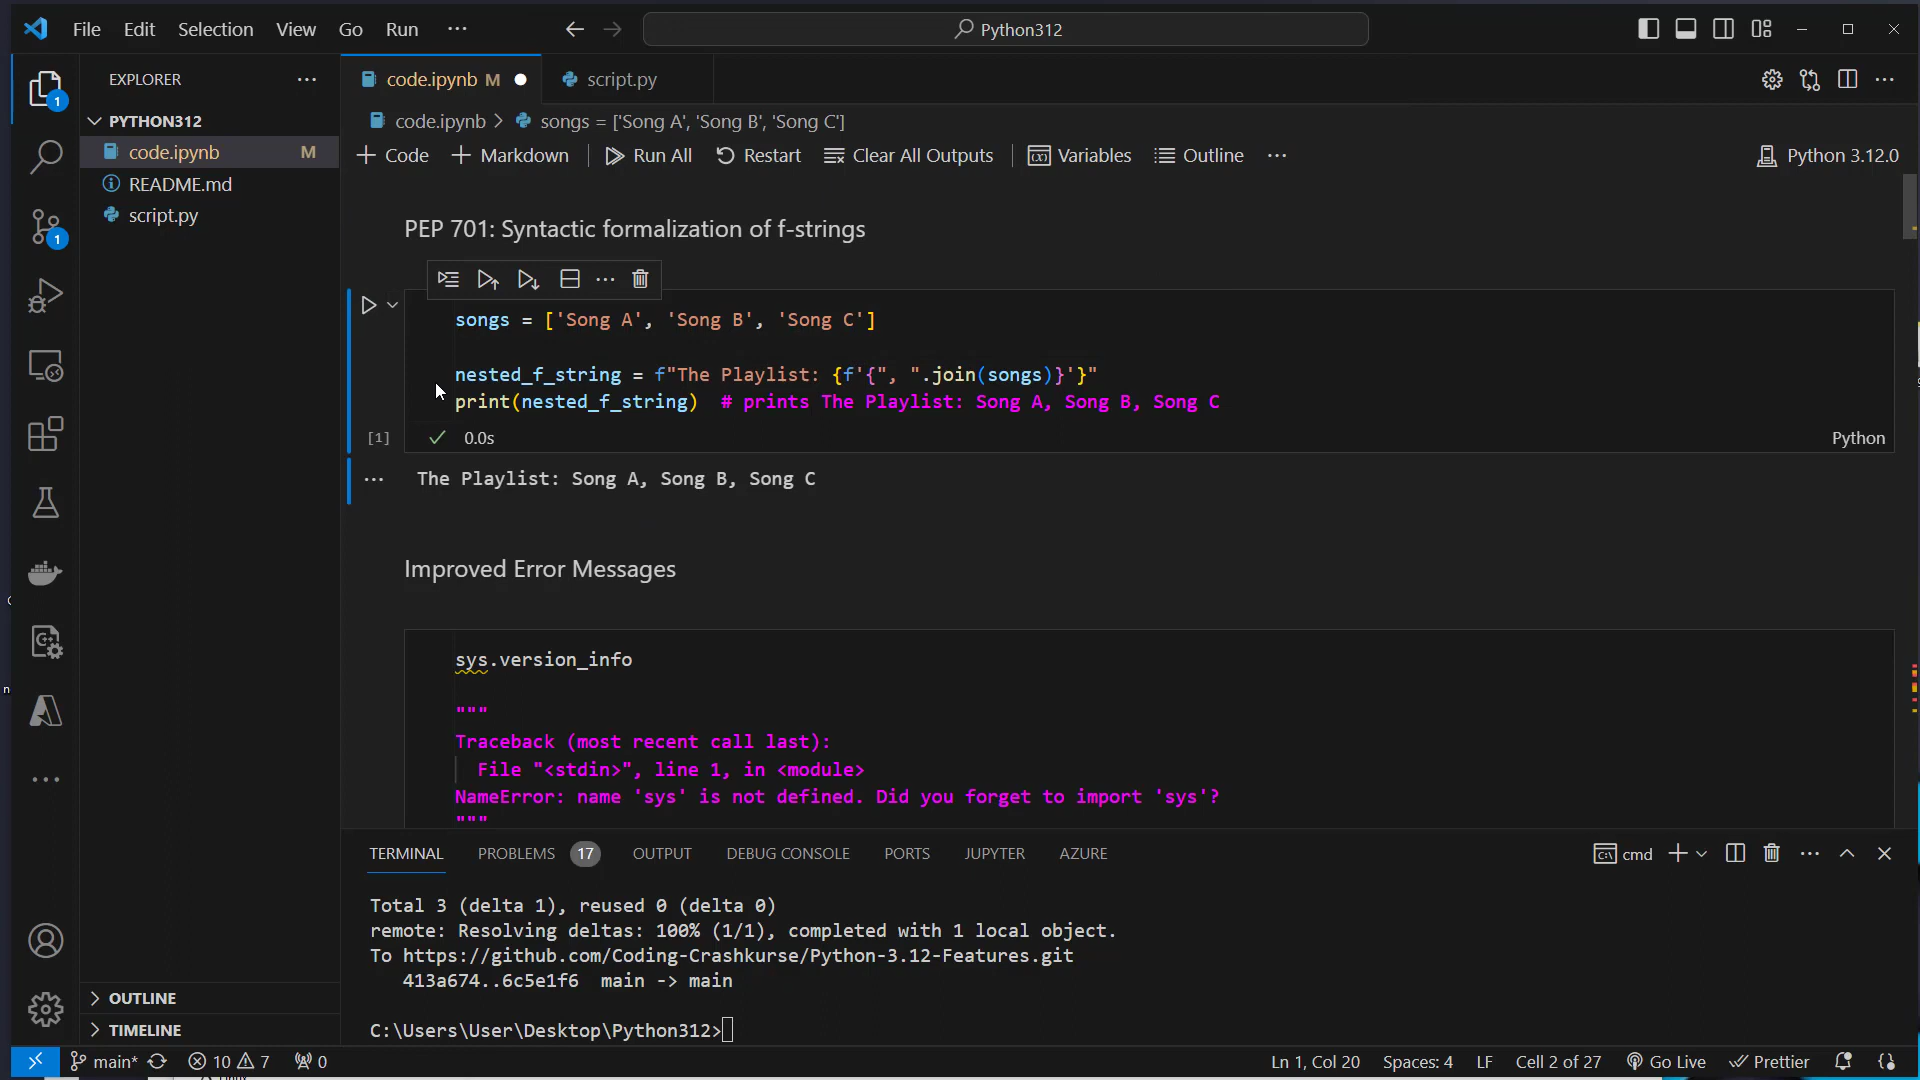 File Edit Selection View Go Run ···
Python312
EXPLORER ···
PYTHON312
code.ipynb M
README.md
script.py
OUTLINE
TIMELINE
code.ipynb M
script.py
code.ipynb > songs = ['Song A', 'Song B', 'Song C']
+ Code + Markdown Run All Restart Clear All Outputs Variables Outline ···
Python 3.12.0
PEP 701: Syntactic formalization of f-strings
songs = ['Song A', 'Song B', 'Song C']
nested_f_string = f"The Playlist: {f'{", ".join(songs)}'}"
print(nested_f_string)  # prints The Playlist: Song A, Song B, Song C
[1] 0.0s Python
The Playlist: Song A, Song B, Song C
Improved Error Messages
sys.version_info
"""
Traceback (most recent call last):
File "<stdin>", line 1, in <module>
NameError: name 'sys' is not defined. Did you forget to import 'sys'?
"""
TERMINAL PROBLEMS 17 OUTPUT DEBUG CONSOLE PORTS JUPYTER AZURE
cmd
Total 3 (delta 1), reused 0 (delta 0)
remote: Resolving deltas: 100% (1/1), completed with 1 local object.
To https://github.com/Coding-Crashkurse/Python-3.12-Features.git
413a674..6c5e1f6  main -> main
C:\Users\User\Desktop\Python312>
1
1
main* 10 7 0
Ln 1, Col 20 Spaces: 4 LF Cell 2 of 27 Go Live Prettier